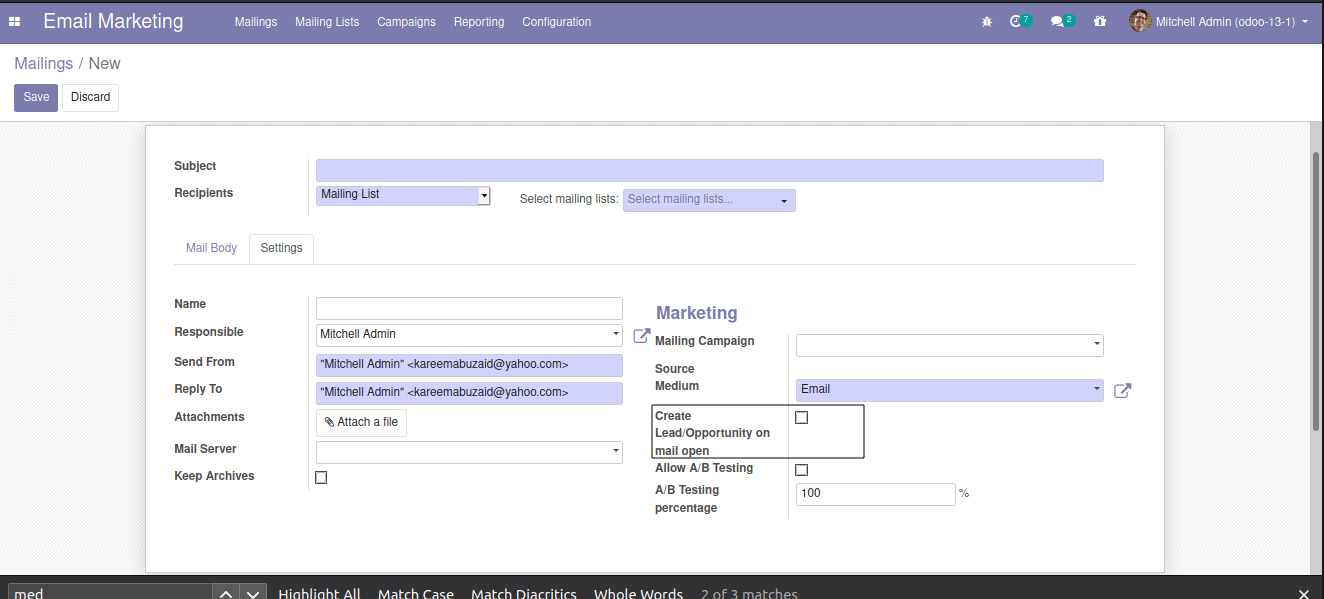 Email Marketing Mailings Mailing Lists Campaigns Reporting Configuration 7 2 Mitchell Admin (odoo-13-1)
Mailings / New
Save Discard
Subject
Recipients Mailing List Select mailing lists: Select mailing lists...
Mail Body Settings
Name
Responsible Mitchell Admin
Send From "Mitchell Admin" <kareemabuzaid@yahoo.com>
Reply To "Mitchell Admin" <kareemabuzaid@yahoo.com>
Attachments Attach a file
Mail Server
Keep Archives
Marketing
Mailing Campaign
Source
Medium Email
Create
Lead/Opportunity on
mail open
Allow A/B Testing
A/B Testing 100 %
percentage
med Highlight All Match Case Match Diacritics Whole Words 2 of 3 matches